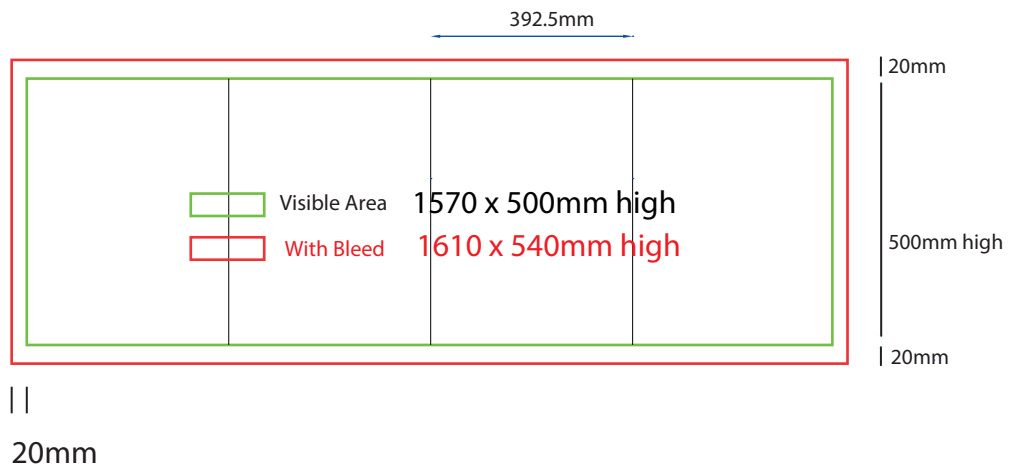 392.5mm
20mm
Visible Area 1570 x 500mm high
With Bleed 1610 x 540mm high
500mm high
20mm
20mm